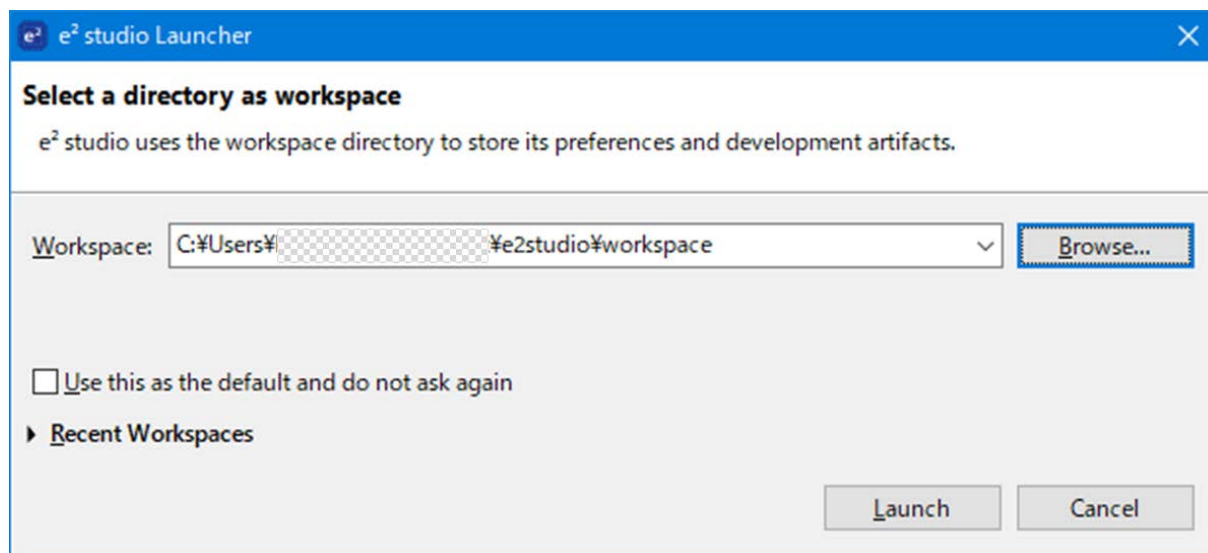 e² e² studio Launcher
Select a directory as workspace
e² studio uses the workspace directory to store its preferences and development artifacts.
Workspace: C:¥Users¥ ¥e2studio¥workspace Browse...
Use this as the default and do not ask again
Recent Workspaces
Launch Cancel